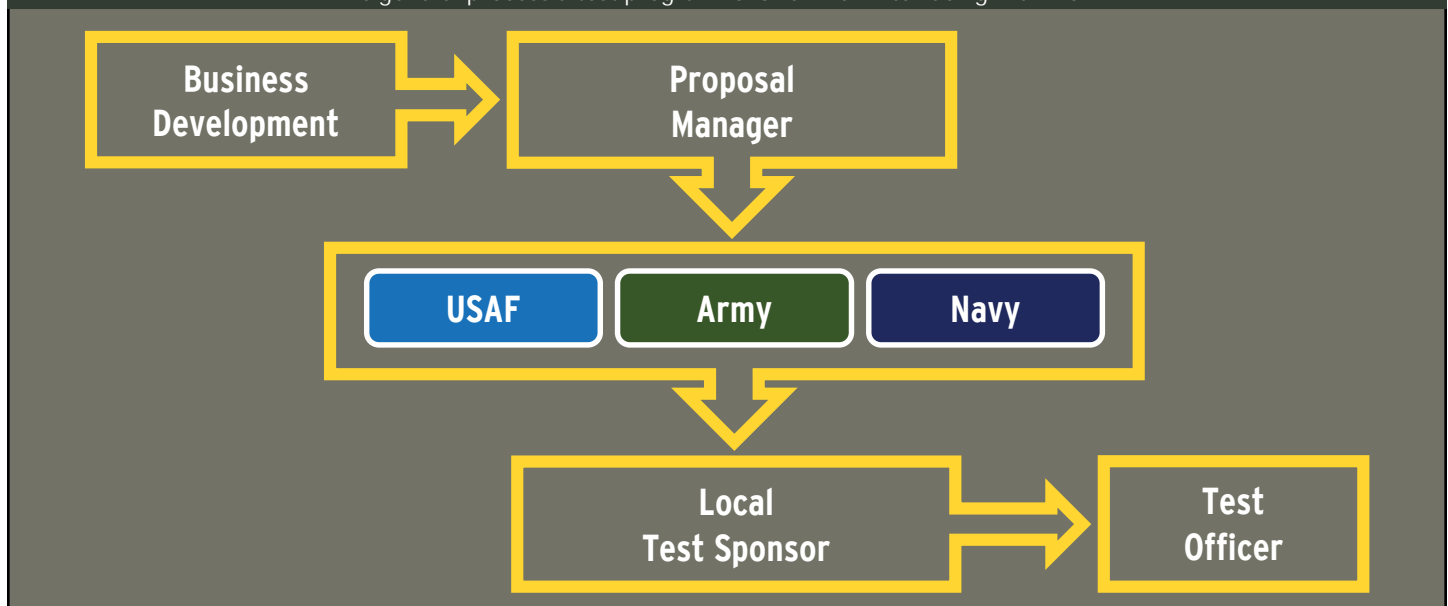 Business
Development
Proposal
Manager
USAF
Army
Navy
Local
Test Sponsor
Test
Officer